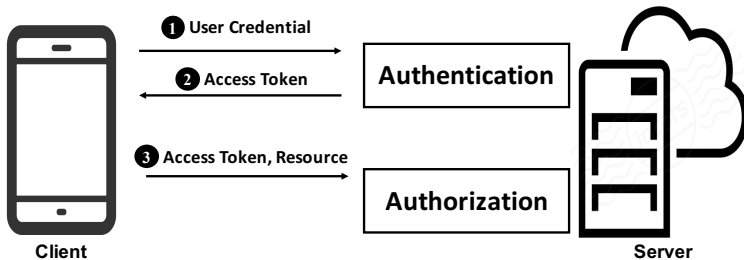 1 User Credential
Authentication
2 Access Token
3 Access Token, Resource
Authorization
Client
Server